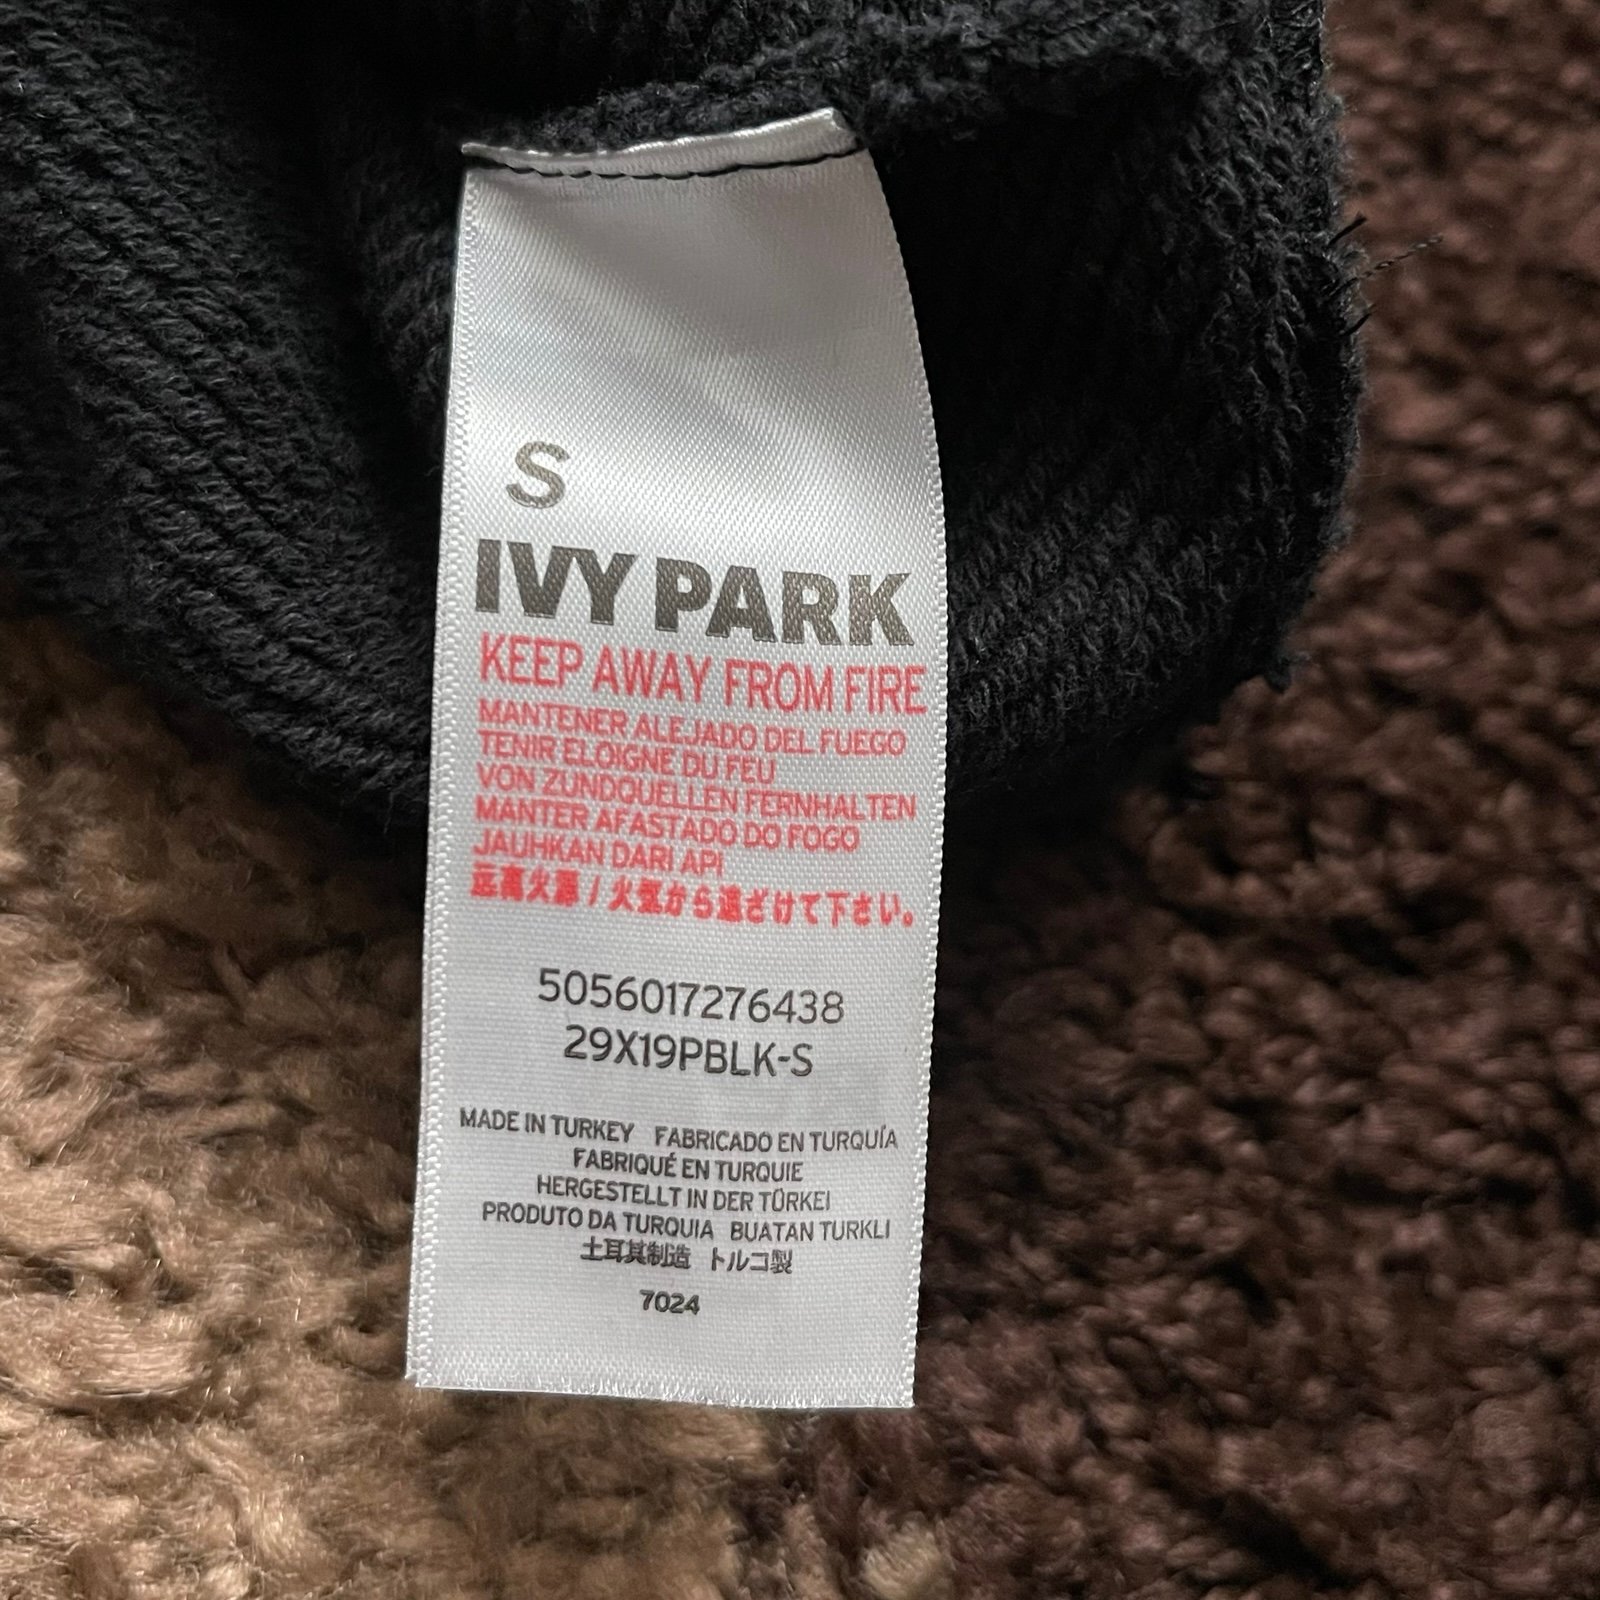 S
IVY PARK
KEEP AWAY FROM FIRE
MANTENER ALEJADO DEL FUEGO
TENIR ELOIGNE DU FEU
VON ZUNDQUELLEN FERNHALTEN
MANTER AFASTADO DO FOGO
JAUHKAN DARI API
远离火源 / 火気から遠ざけて下さい。
5056017276438
29X19PBLK-S
MADE IN TURKEY FABRICADO EN TURQUÍA
FABRIQUÉ EN TURQUIE
HERGESTELLT IN DER TÜRKEI
PRODUTO DA TURQUIA BUATAN TURKLI
土耳其制造 トルコ製
7024